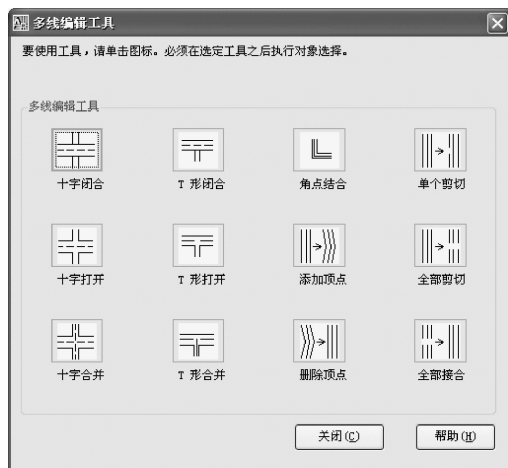 多线编辑工具
要使用工具，请单击图标。必须在选定工具之后执行对象选择。
多线编辑工具
十字闭合 T 形闭合 角点结合 单个剪切
十字打开 T 形打开 添加顶点 全部剪切
十字合并 T 形合并 删除顶点 全部接合
关闭(C) 帮助(H)